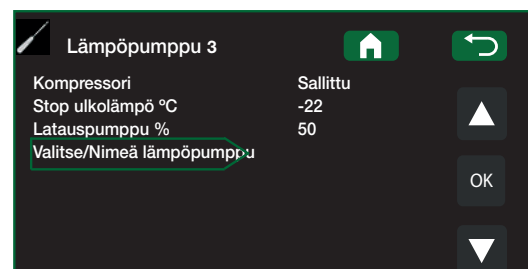 Lämpöpumppu 3
Kompressori Sallittu
Stop ulkolämpö ºC -22
Latauspumppu % 50
Valitse/Nimeä lämpöpumppu
OK